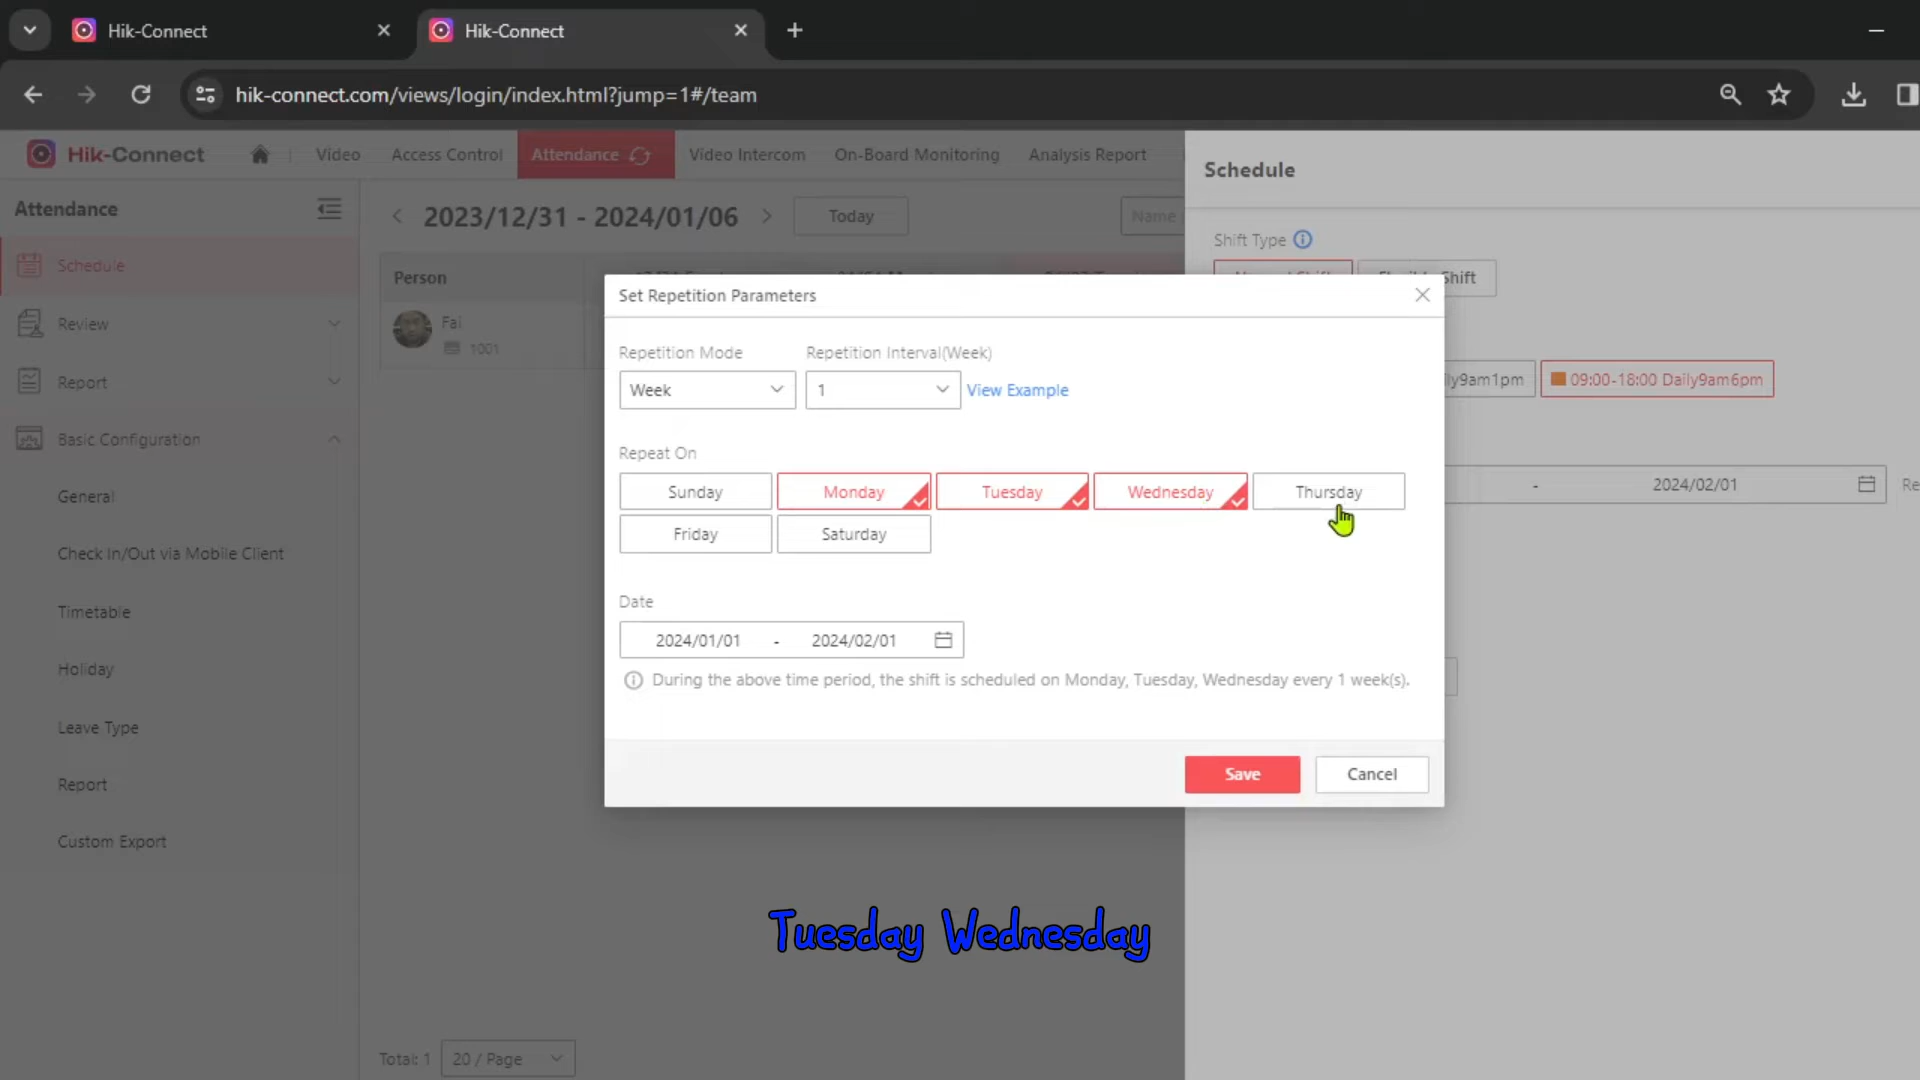 Hik-Connect
Hik-Connect
hik-connect.com/views/login/index.html?jump=1#/team
Hik-Connect
Video
Access Control
Attendance
Video Intercom
On-Board Monitoring
Analysis Report
Schedule
Attendance
2023/12/31 - 2024/01/06
Today
Name
Shift Type
Schedule
Person
Shift
Set Repetition Parameters
Review
Fai
1001
Repetition Mode
Repetition Interval(Week)
Week
1
View Example
Report
ly9am1pm
09:00-18:00 Daily9am6pm
Basic Configuration
Repeat On
Sunday
Monday
Tuesday
Wednesday
Thursday
- 2024/02/01
Re
General
Friday
Saturday
Check In/Out via Mobile Client
Date
Timetable
2024/01/01 - 2024/02/01
Holiday
During the above time period, the shift is scheduled on Monday, Tuesday, Wednesday every 1 week(s).
Leave Type
Save
Cancel
Report
Custom Export
Tuesday Wednesday
Total: 1
20 / Page